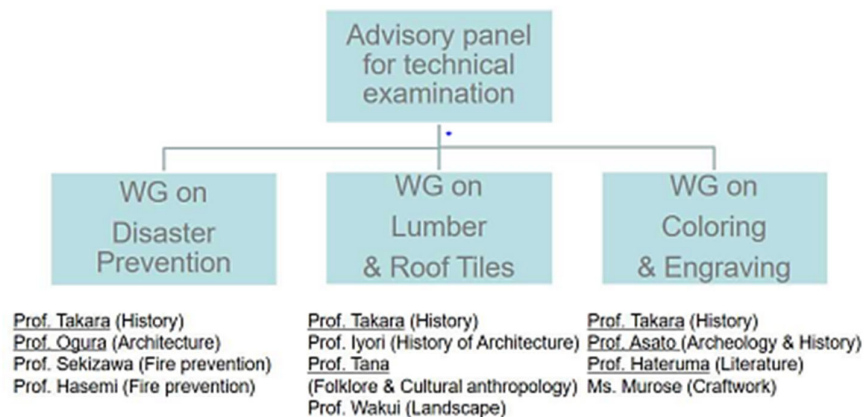 Advisory panel
for technical
examination
WG on
Disaster
Prevention
WG on
Lumber
& Roof Tiles
WG on
Coloring
& Engraving
Prof. Takara (History)
Prof. Ogura (Architecture)
Prof. Sekizawa (Fire prevention)
Prof. Hasemi (Fire prevention)
Prof. Takara (History)
Prof. Iyori (History of Architecture)
Prof. Tana
(Folklore & Cultural anthropology)
Prof. Wakui (Landscape)
Prof. Takara (History)
Prof. Asato (Archeology & History)
Prof. Hateruma (Literature)
Ms. Murose (Craftwork)